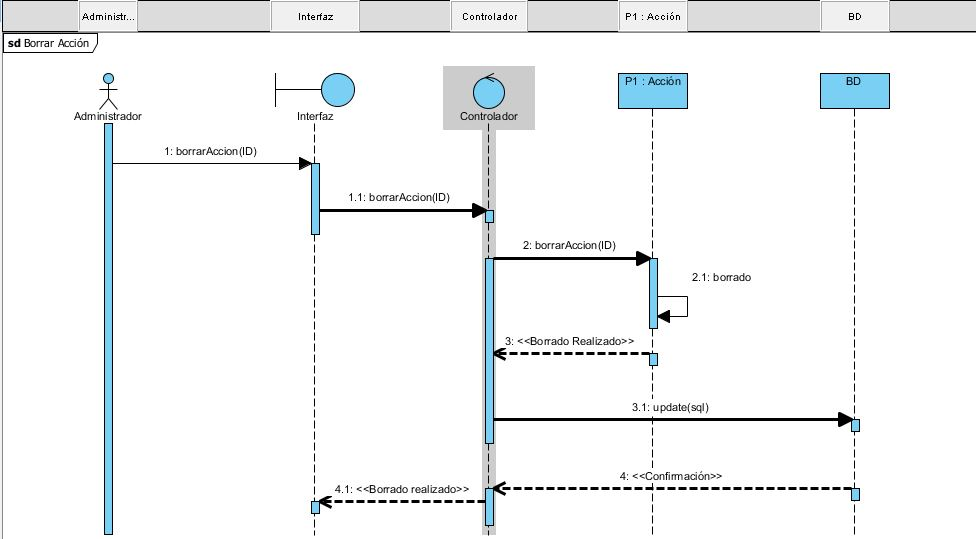 Administr... Interfaz Controlador P1 : Acción BD
sd Borrar Acción
P1 : Acción BD
Administrador Interfaz Controlador
1: borrarAccion(ID)
1.1: borrarAccion(ID)
2: borrarAccion(ID)
2.1: borrado
3: <<Borrado Realizado>>
3.1: update(sql)
4: <<Confirmación>>
4.1: <<Borrado realizado>>